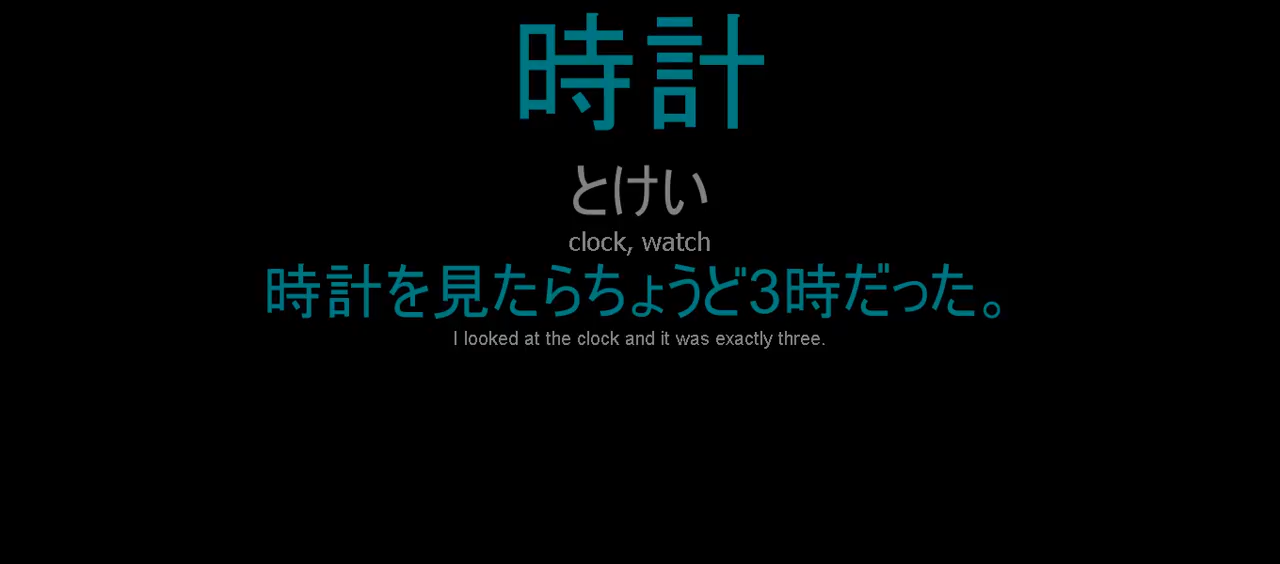 時計
とけい
clock, watch
時計を見たらちょうど3時だった。
I looked at the clock and it was exactly three.